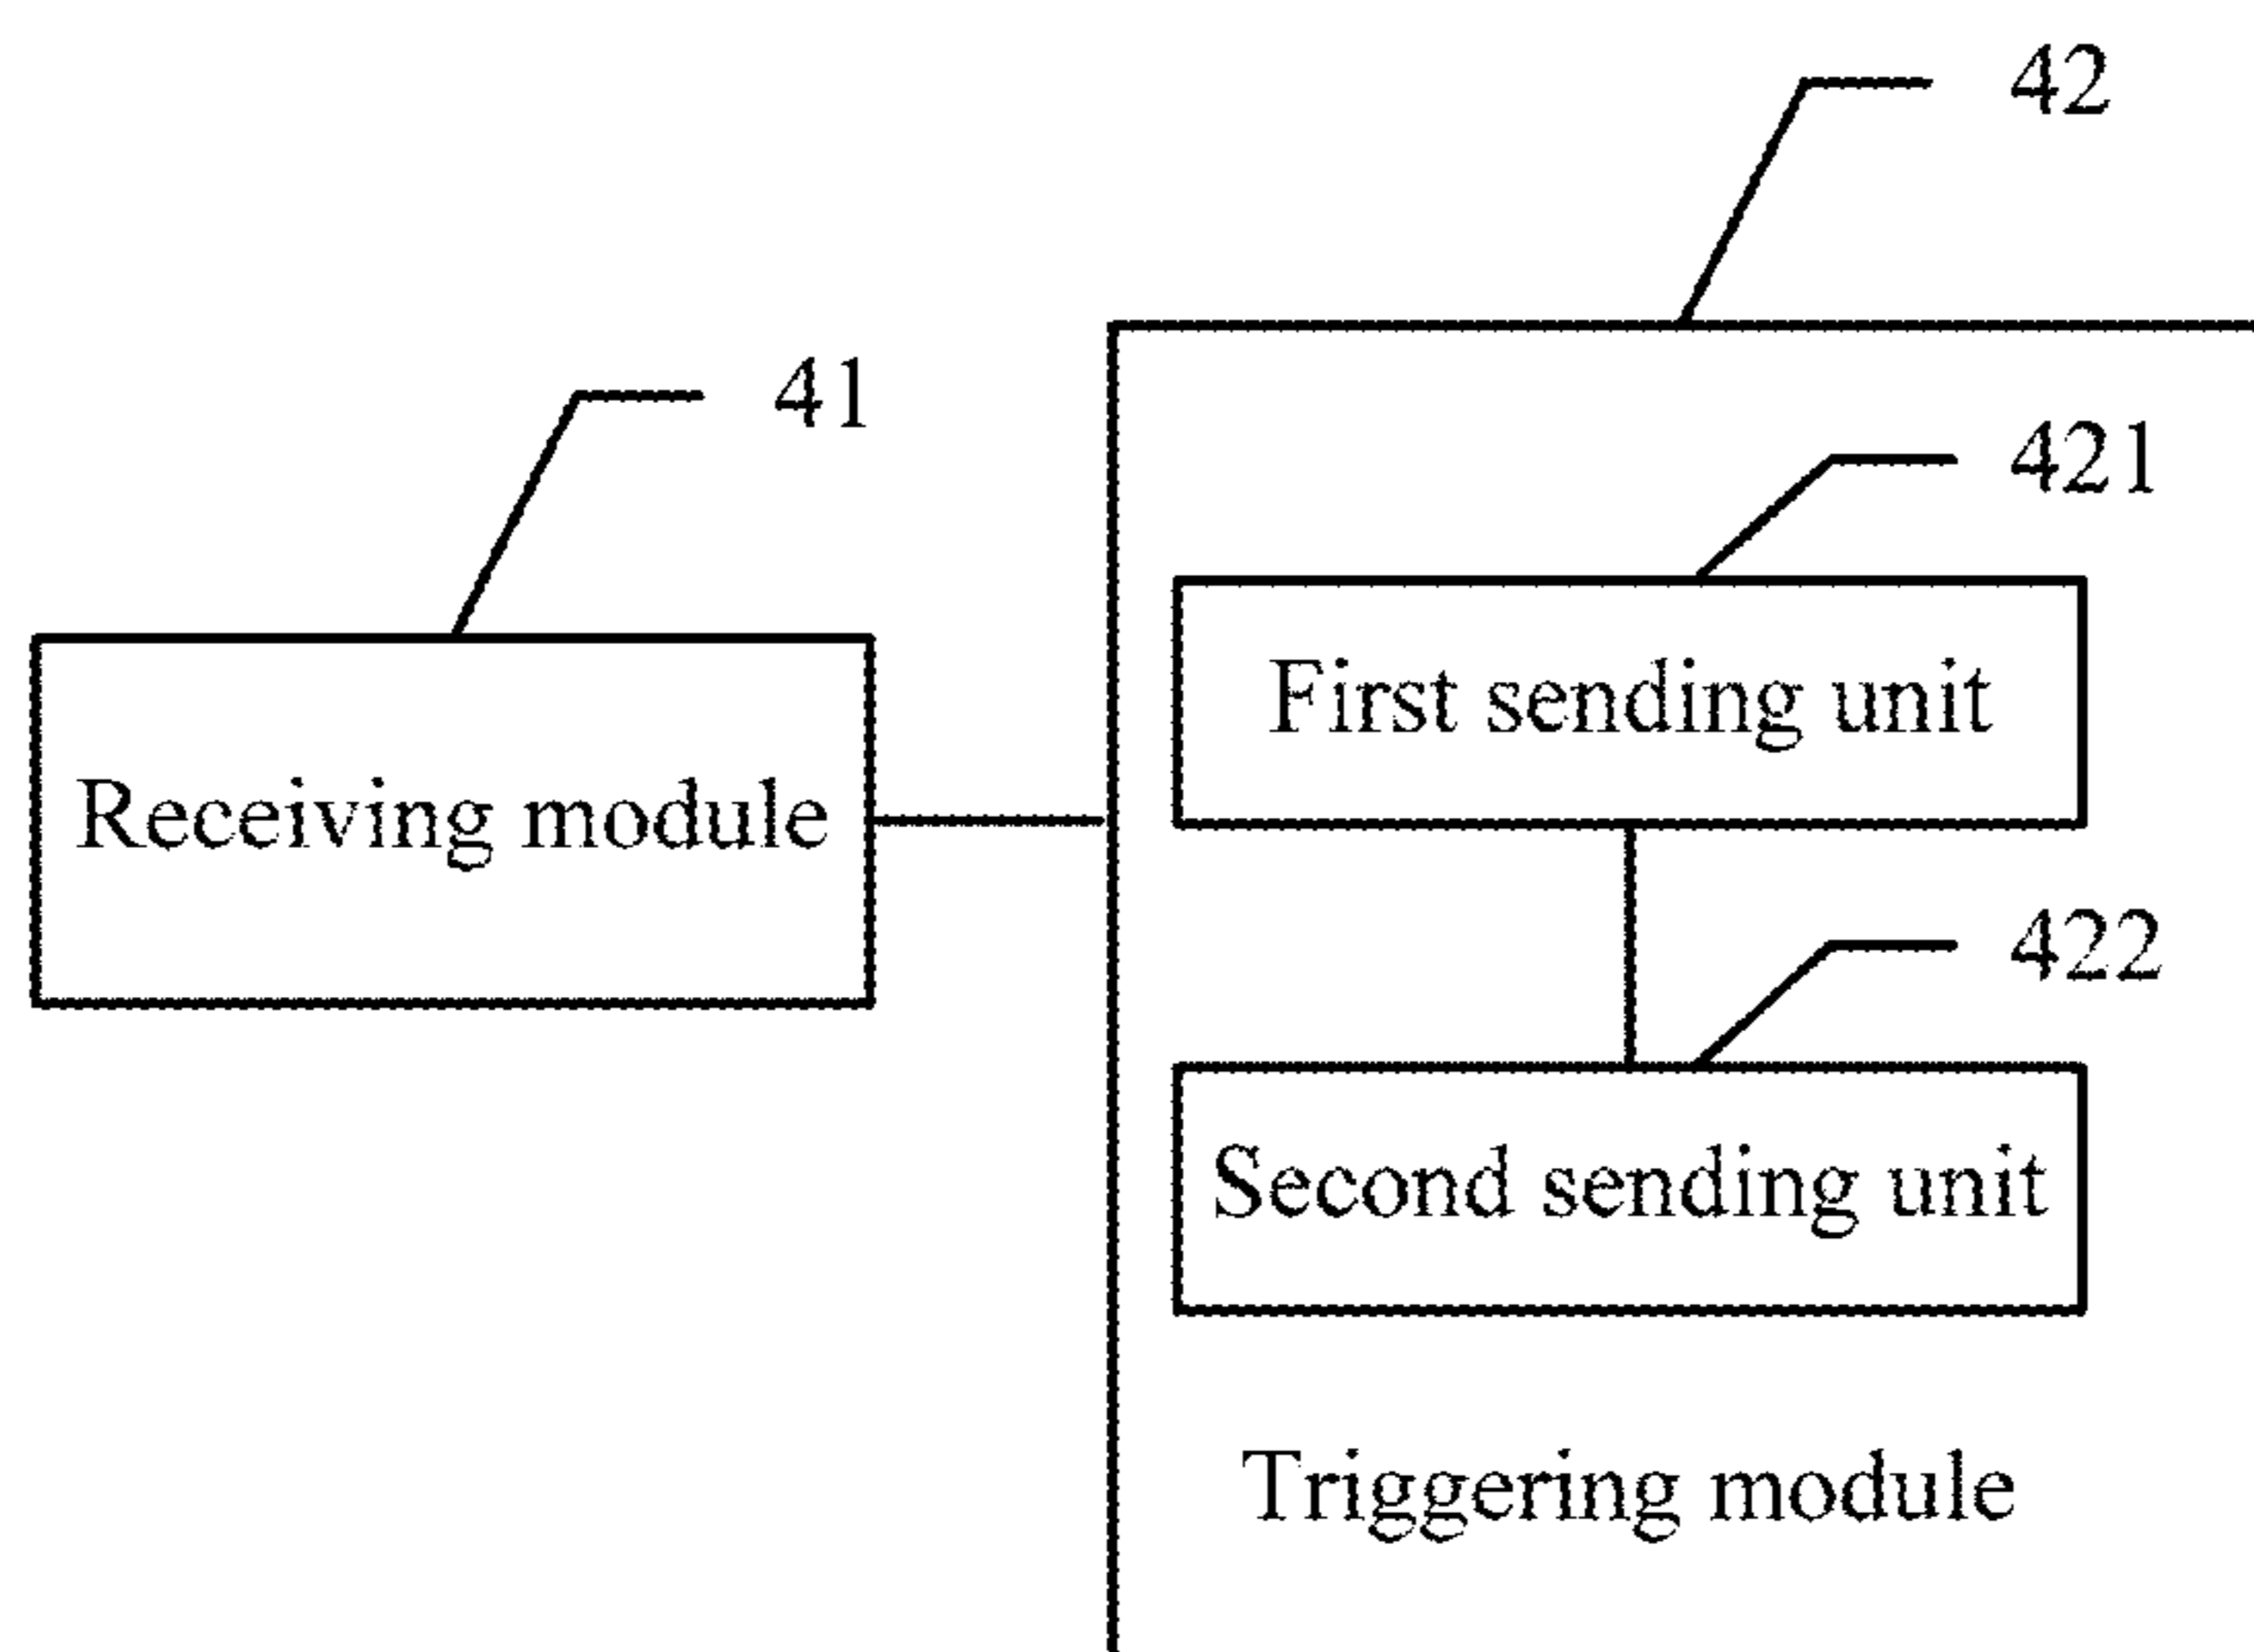 42
41
421
First sending unit
Receiving module
422
Second sending unit
Triggering module